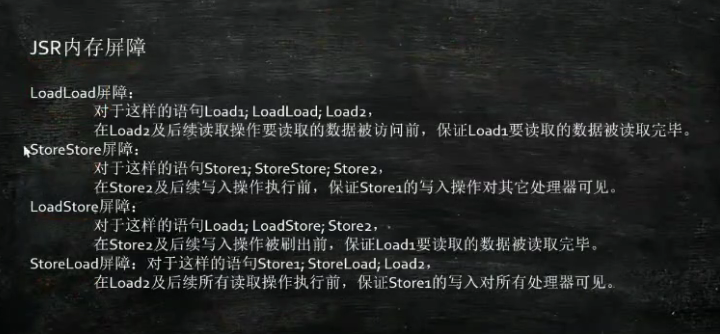 JSR内存屏障
LoadLoad屏障：
对于这样的语句Load1; LoadLoad; Load2，
在Load2及后续读取操作要读取的数据被访问前，保证Load1要读取的数据被读取完毕。
StoreStore屏障：
对于这样的语句Store1; StoreStore; Store2，
在Store2及后续写入操作执行前，保证Store1的写入操作对其它处理器可见。
LoadStore屏障：
对于这样的语句Load1; LoadStore; Store2，
在Store2及后续写入操作被刷出前，保证Load1要读取的数据被读取完毕。
StoreLoad屏障：对于这样的语句Store1; StoreLoad; Load2，
在Load2及后续所有读取操作执行前，保证Store1的写入对所有处理器可见。